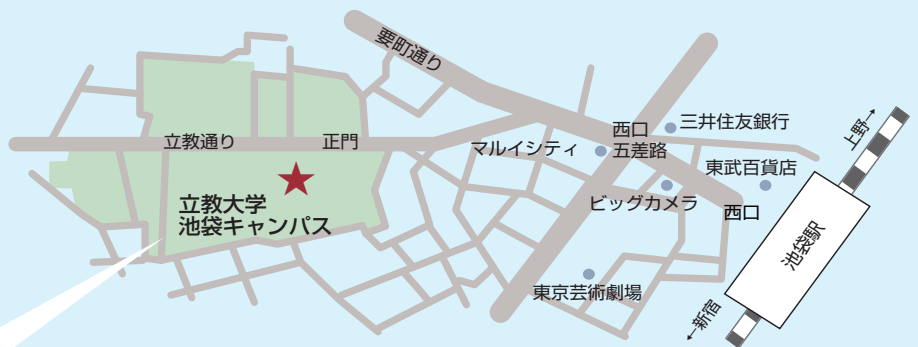 要町通り
立教通り
正門
立教大学
池袋キャンパス
西口
五差路
三井住友銀行
マルイシティ
東武百貨店
ビッグカメラ
西口
東京芸術劇場
上野→
池袋駅
←新宿